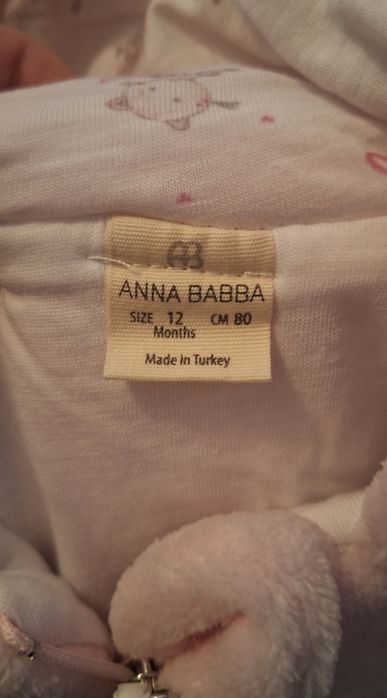 AB
ANNA BABBA
SIZE 12 CM 80
Months
Made in Turkey